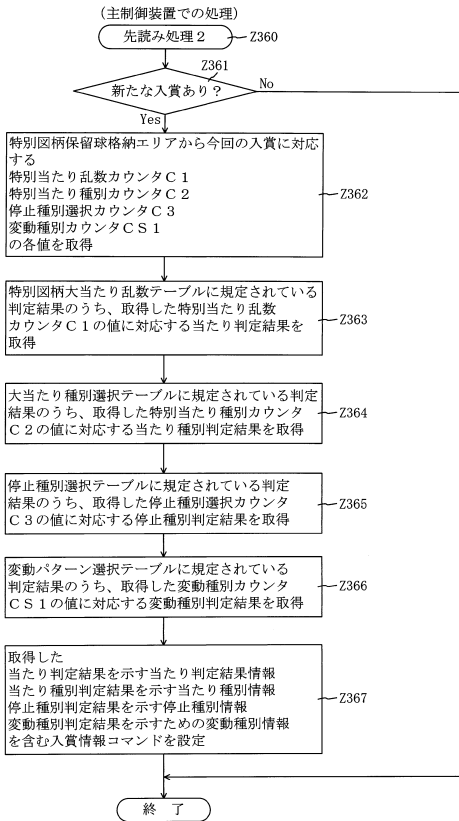 (主制御装置での処理)
先読み処理2
Z360
Z361
新たな入賞あり?
No
Yes
特別図柄保留球格納エリアから今回の入賞に対応
する
特別当たり乱数カウンタC1
特別当たり種別カウンタC2
停止種別選択カウンタC3
変動種別カウンタCS1
の各値を取得
Z362
特別図柄大当たり乱数テーブルに規定されている
判定結果のうち、取得した特別当たり乱数
カウンタC1の値に対応する当たり判定結果を
取得
Z363
大当たり種別選択テーブルに規定されている判定
結果のうち、取得した特別当たり種別カウンタ
C2の値に対応する当たり種別判定結果を取得
Z364
停止種別選択テーブルに規定されている判定
結果のうち、取得した停止種別選択カウンタ
C3の値に対応する停止種別判定結果を取得
Z365
変動パターン選択テーブルに規定されている
判定結果のうち、取得した変動種別カウンタ
CS1の値に対応する変動種別判定結果を取得
Z366
取得した
当たり判定結果を示す当たり判定結果情報
当たり種別判定結果を示す当たり種別情報
停止種別判定結果を示す停止種別情報
変動種別判定結果を示すための変動種別情報
を含む入賞情報コマンドを設定
Z367
終 了